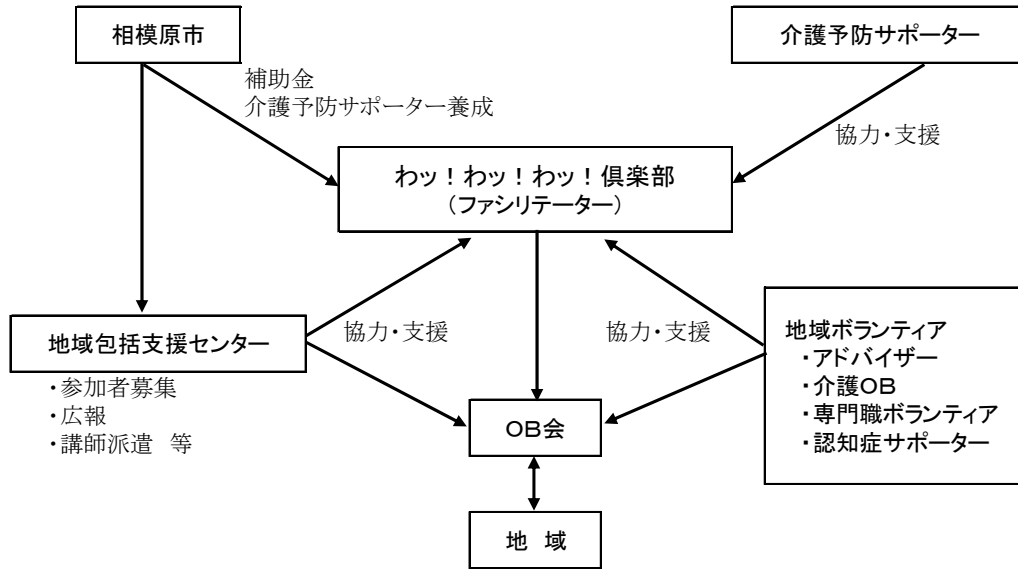 相模原市
介護予防サポーター
補助金
介護予防サポーター養成
協力・支援
わッ！わッ！わッ！倶楽部
（ファシリテーター）
地域包括支援センター
・参加者募集
・広報
・講師派遣　等
協力・支援
協力・支援
地域ボランティア
・アドバイザー
・介護ＯＢ
・専門職ボランティア
・認知症サポーター
ＯＢ会
地　域